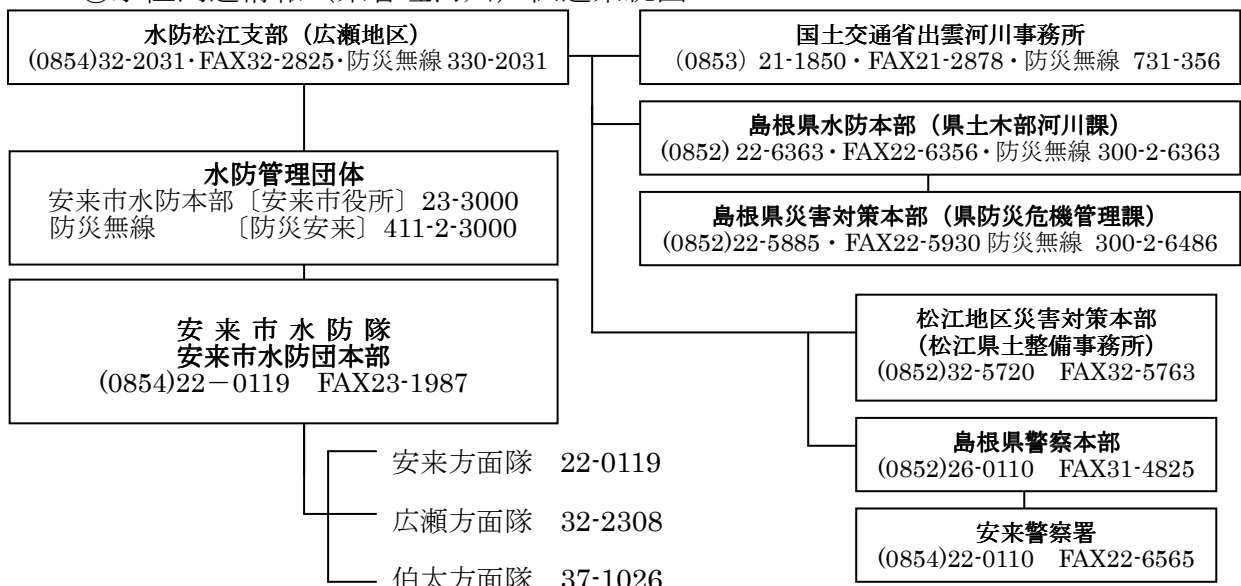 水防松江支部（広瀬地区）
(0854)32-2031・FAX32-2825・防災無線 330-2031
国土交通省出雲河川事務所
（0853）21-1850・FAX21-2878・防災無線 731-356
島根県水防本部（県土木部河川課）
(0852) 22-6363・FAX22-6356・防災無線 300-2-6363
島根県災害対策本部（県防災危機管理課）
(0852)22-5885・FAX22-5930 防災無線 300-2-6486
水防管理団体
安来市水防本部〔安来市役所〕23-3000
防災無線　　　〔防災安来〕411-2-3000
安 来 市 水 防 隊
安来市水防団本部
(0854)22－0119　FAX23-1987
安来方面隊　22-0119
広瀬方面隊　32-2308
伯太方面隊　37-1026
松江地区災害対策本部
（松江県土整備事務所）
(0852)32-5720　FAX32-5763
島根県警察本部
(0852)26-0110　FAX31-4825
安来警察署
(0854)22-0110　FAX22-6565